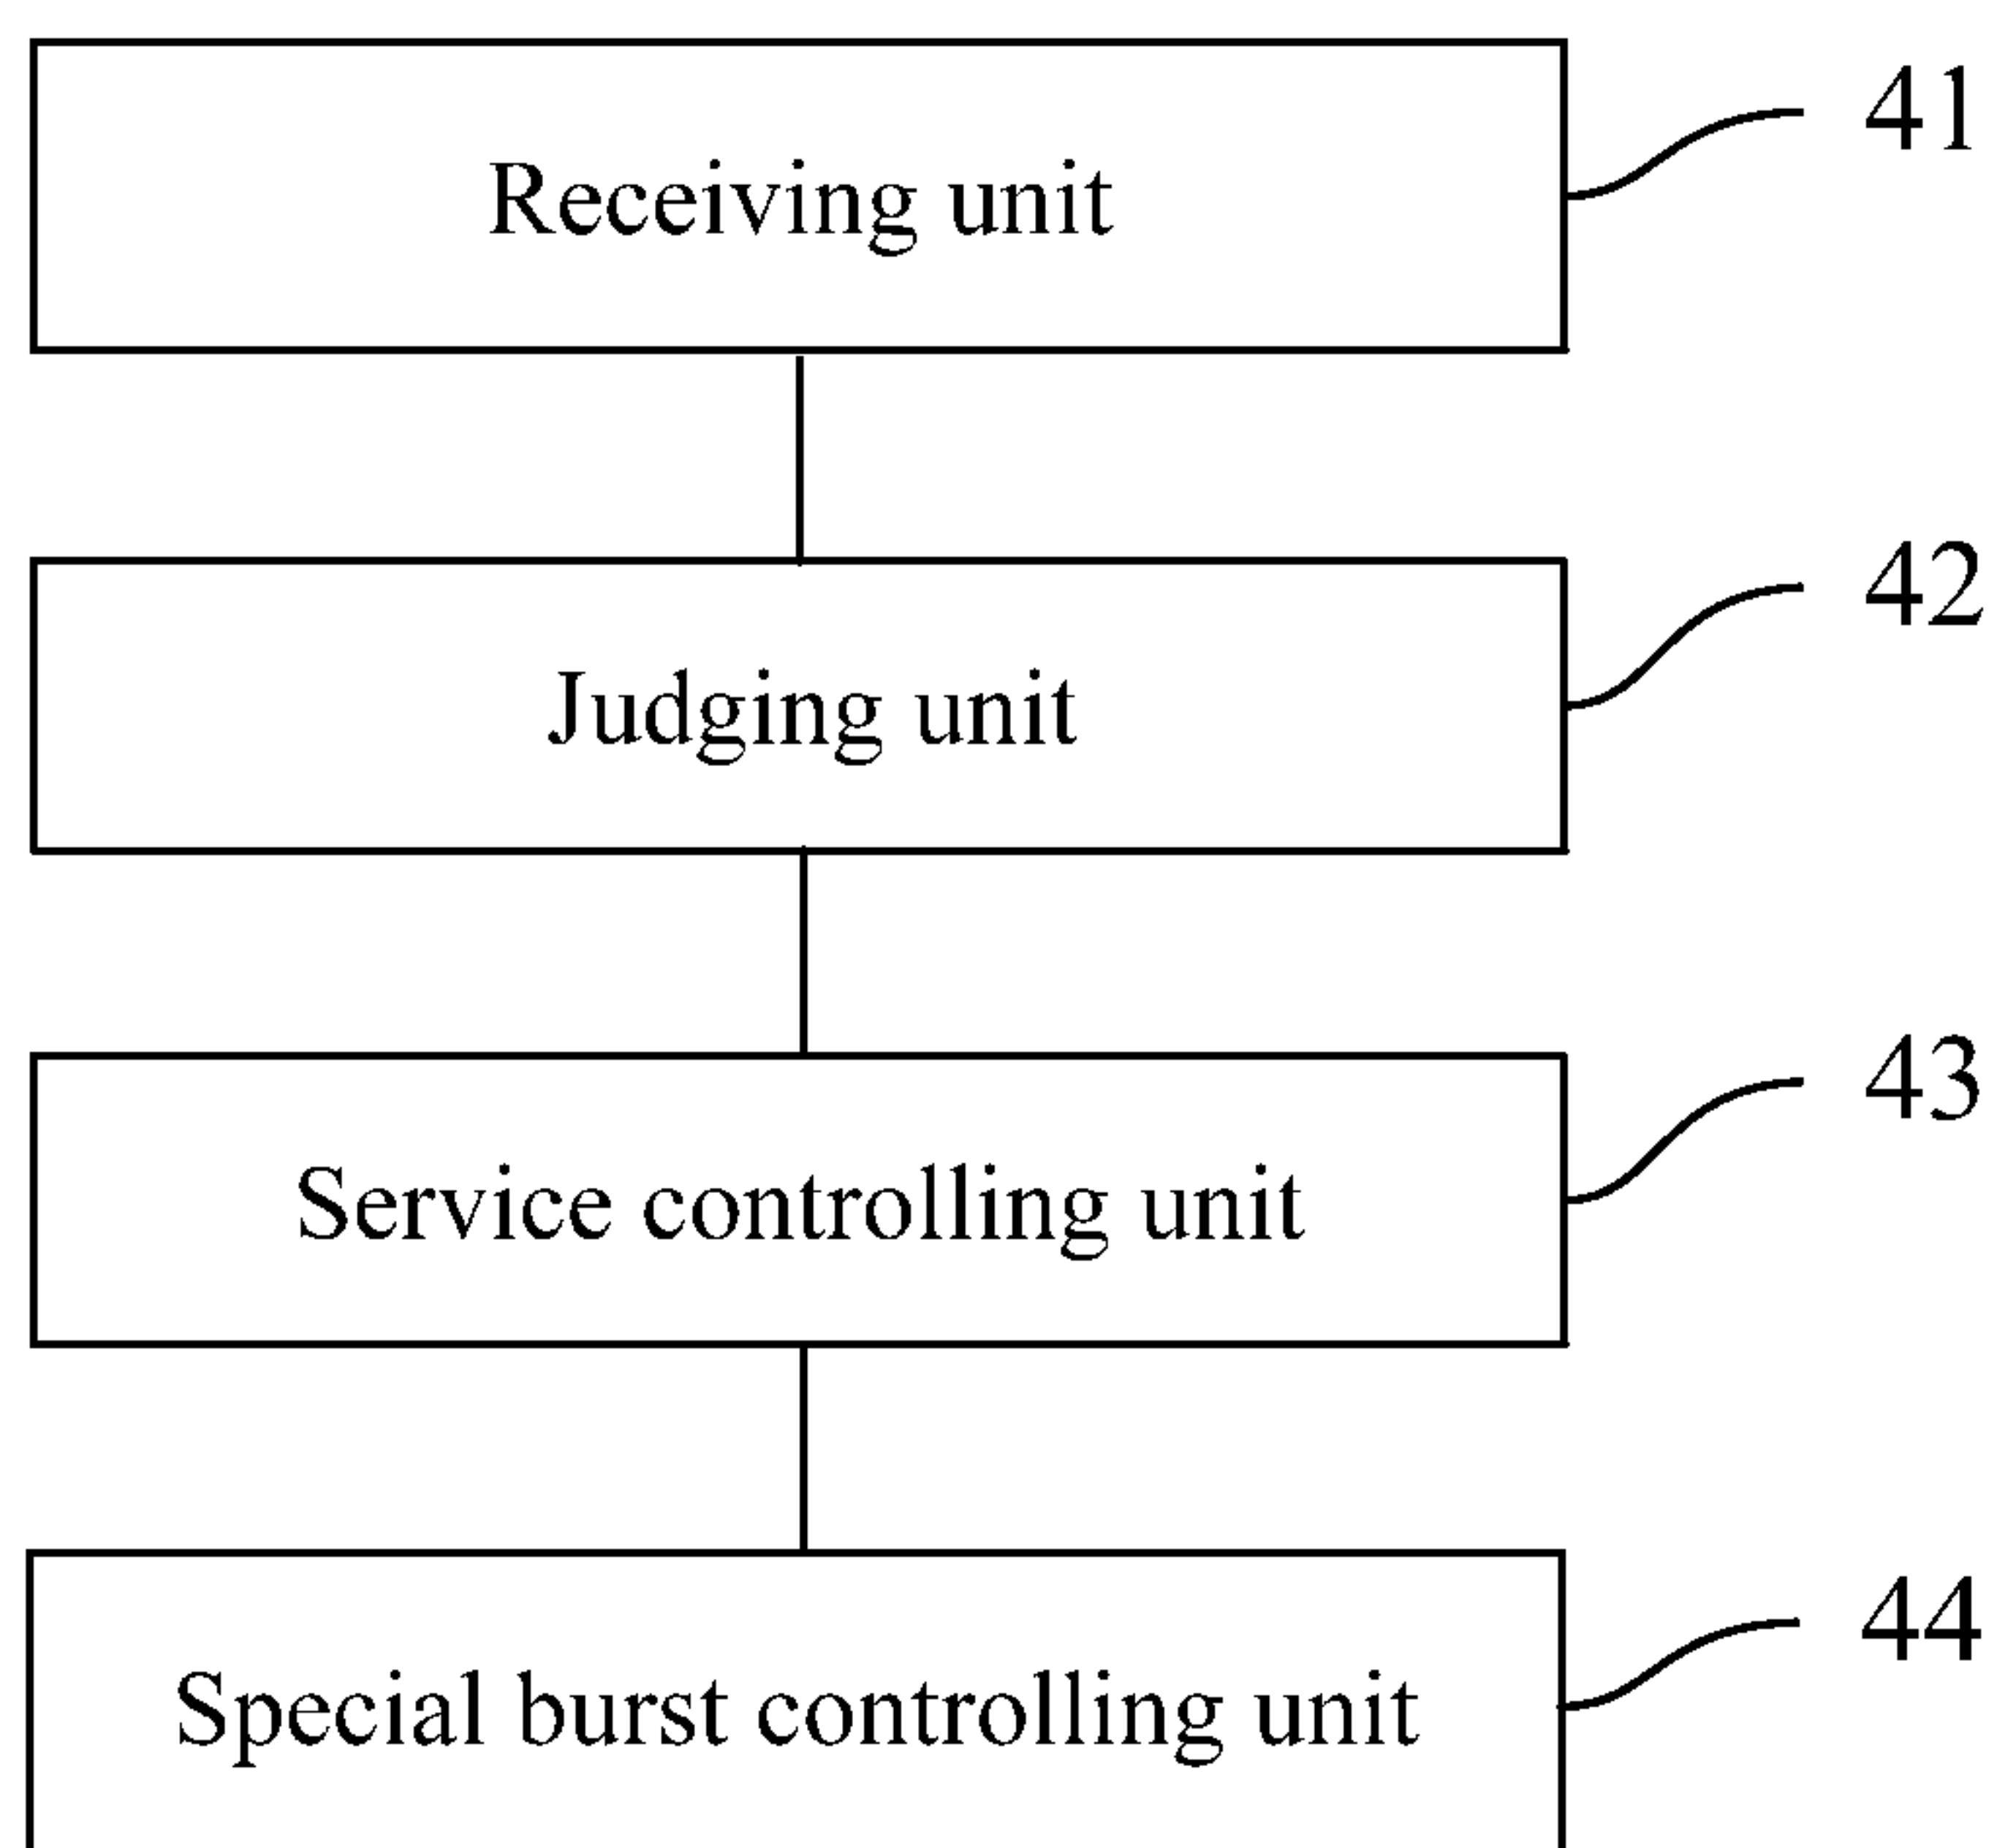 Receiving unit
41
Judging unit
42
Service controlling unit
43
Special burst controlling unit
44